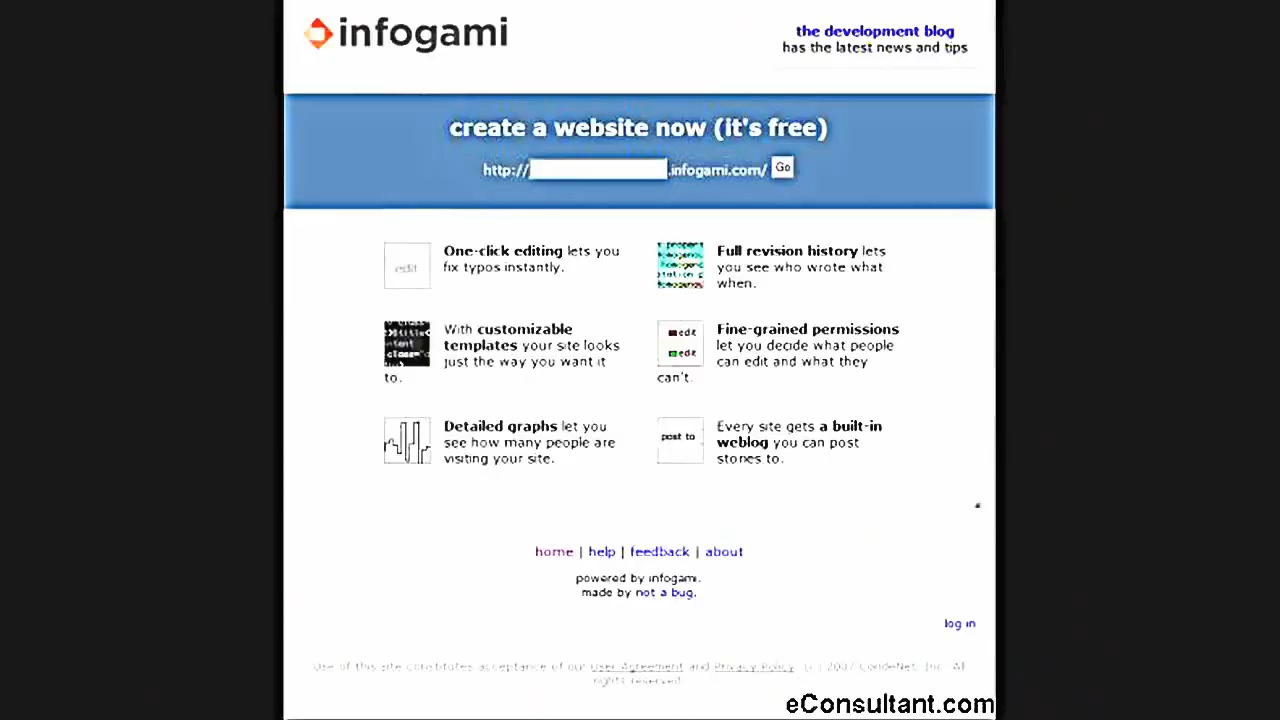 infogami
the development blog
has the latest news and tips
create a website now (it's free)
http:// .infogami.com/ Go
edit
One-click editing lets you
fix typos instantly.
Full revision history lets
you see who wrote what
when.
With customizable
templates your site looks
just the way you want it
to.
edit
edit
Fine-grained permissions
let you decide what people
can edit and what they
can't.
Detailed graphs let you
see how many people are
visiting your site.
post to
Every site gets a built-in
weblog you can post
stories to.
home | help | feedback | about
powered by infogami.
made by not a bug.
log in
Use of this site constitutes acceptance of our User Agreement and Privacy Policy. (c) 2007 CondeNet, Inc. All
rights reserved.
eConsultant.com